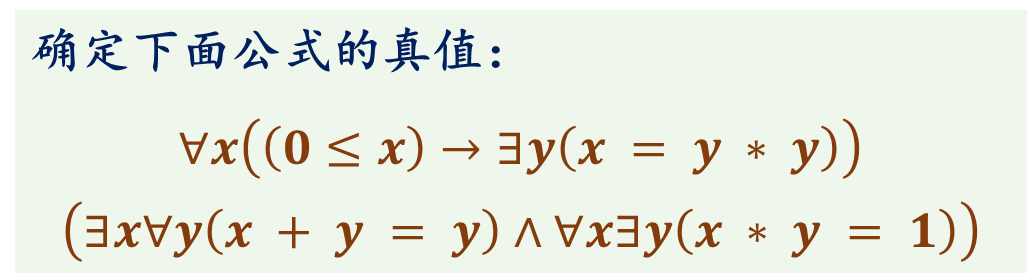 确定下面公式的真值：
∀x((0 ≤ x) → ∃y(x = y * y))
(∃x∀y(x + y = y) ∧ ∀x∃y(x * y = 1))